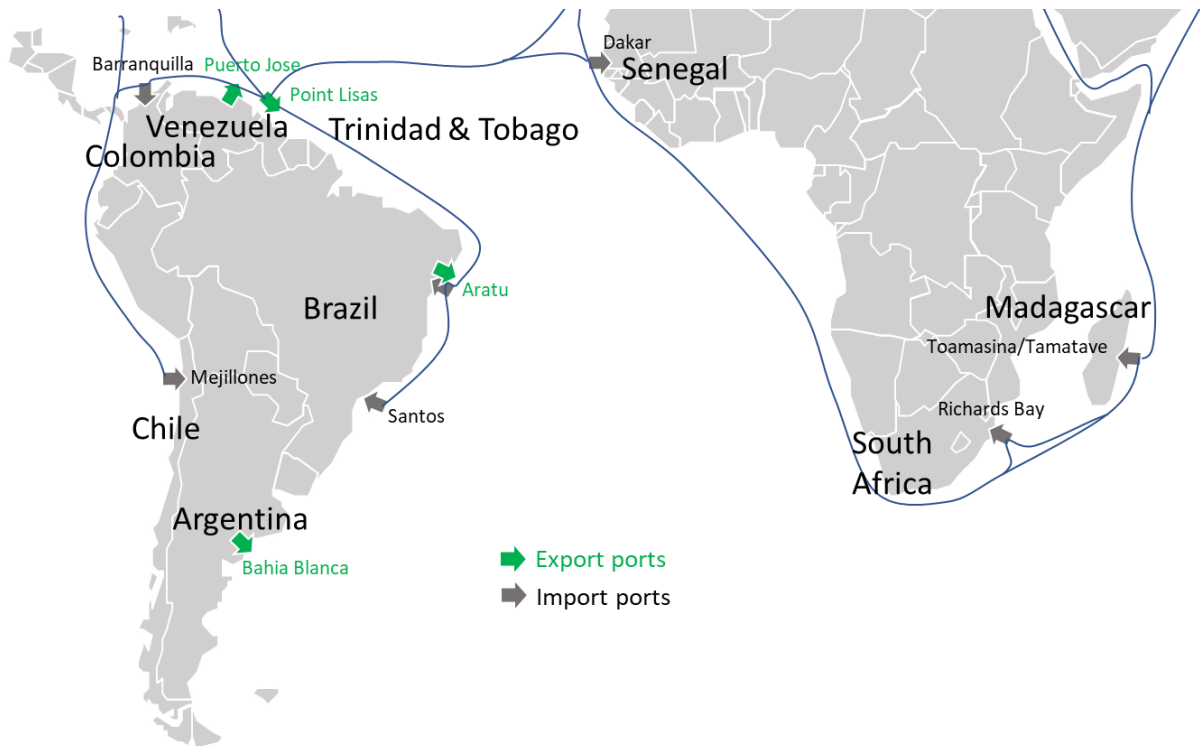 Dakar
Senegal
Barranquilla
Puerto Jose
Point Lisas
Venezuela
Trinidad & Tobago
Colombia
Aratu
Brazil
Madagascar
Toamasina/Tamatave
Mejillones
Richards Bay
Santos
Chile
South
Africa
Argentina
Bahia Blanca
Export ports
Import ports